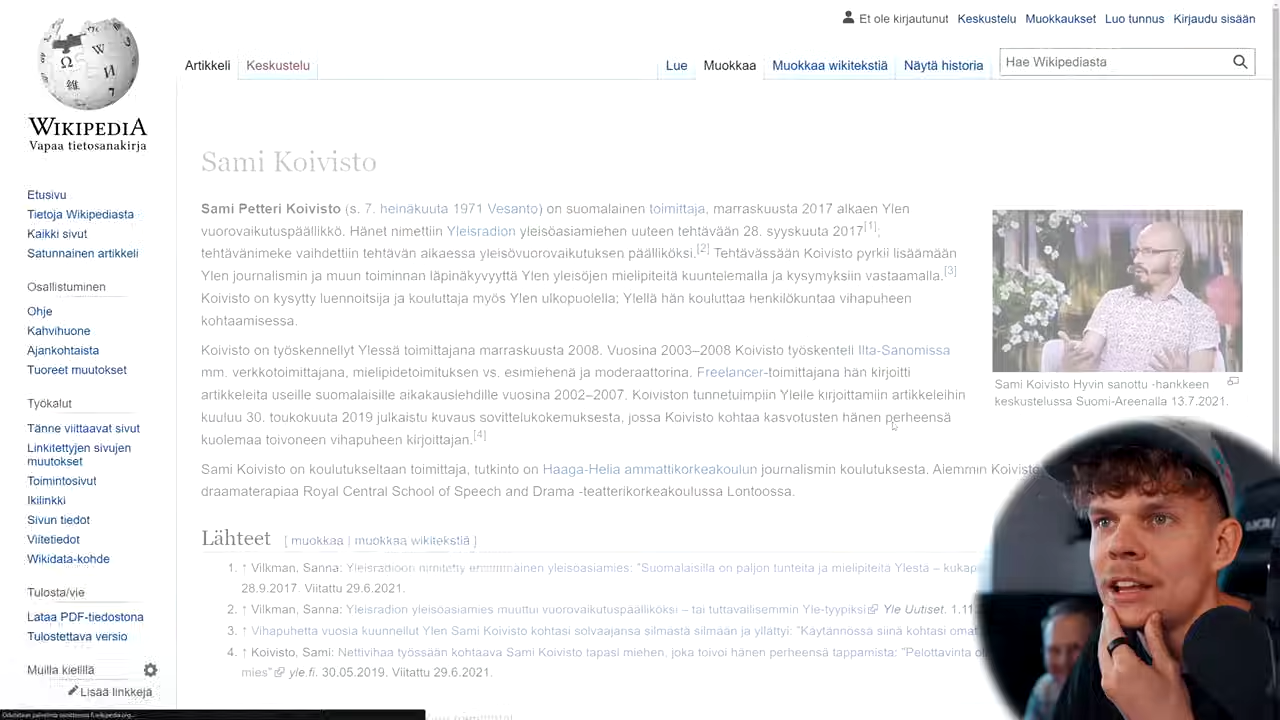 Et ole kirjautunut Keskustelu Muokkaukset Luo tunnus Kirjaudu sisään
Artikkeli Keskustelu Lue Muokkaa Muokkaa wikitekstiä Näytä historia Hae Wikipediasta
WIKIPEDIA
Vapaa tietosanakirja
Etusivu
Tietoja Wikipediasta
Kaikki sivut
Satunnainen artikkeli
Osallistuminen
Ohje
Kahvihuone
Ajankohtaista
Tuoreet muutokset
Työkalut
Tänne viittaavat sivut
Linkitettyjen sivujen
muutokset
Toimintosivut
Ikilinkki
Sivun tiedot
Viitetiedot
Wikidata-kohde
Tulosta/vie
Lataa PDF-tiedostona
Tulostettava versio
Muilla kielillä
Lisää linkkejä
Sami Koivisto
Sami Petteri Koivisto (s. 7. heinäkuuta 1971 Vesanto) on suomalainen toimittaja, marraskuusta 2017 alkaen Ylen
vuorovaikutuspäällikkö. Hänet nimettiin Yleisradion yleisöasiamiehen uuteen tehtävään 28. syyskuuta 2017[1],
tehtävänimeke vaihdettiin tehtävän aikaessa yleisövuorovaikutuksen päälliköksi.[2] Tehtävässään Koivisto pyrkii lisäämään
Ylen journalismin ja muun toiminnan läpinäkyvyyttä Ylen yleisöjen mielipiteitä kuuntelemalla ja kysymyksiin vastaamalla.[3]
Koivisto on kysytty luennoitsija ja kouluttaja myös Ylen ulkopuolella; Ylellä hän kouluttaa henkilökuntaa vihapuheen
kohtaamisessa.
Koivisto on työskennellyt Ylessä toimittajana marraskuusta 2008. Vuosina 2003–2008 Koivisto työskenteli Ilta-Sanomissa
mm. verkkotoimittajana, mielipidetoimituksen vs. esimiehenä ja moderaattorina. Freelancer-toimittajana hän kirjoitti
artikkeleita useille suomalaisille aikakausiehdille vuosina 2002–2007. Koiviston tunnetuimpiin Yleile kirjoittamiin artikkeleihin
kuuluu 30. toukokuuta 2019 julkaistu kuvaus sovittelukokemuksesta, jossa Koivisto kohtaa kasvotusten hänen perheensä
kuolemaa toivoneen vihapuheen kirjoittajan.[4]
Sami Koivisto on koulutukseltaan toimittaja, tutkinto on Haaga-Helia ammattikorkeakoulun journalismin koulutuksesta. Aiemmin Koivisto
draamaterapiaa Royal Central School of Speech and Drama -teatterikorkeakoulussa Lontoossa.
Sami Koivisto Hyvin sanottu -hankkeen
keskustelussa Suomi-Areenalla 13.7.2021.
Lähteet [ muokkaa | muokkaa wikitekstiä ]
1. ↑ Vilkman, Sanna: Yleisradioon nimitetty ensimmäinen yleisöasiamies: "Suomalaisilla on paljon tunteita ja mielipiteitä Ylestä –
28.9.2017. Viitattu 29.6.2021.
2. ↑ Vilkman, Sanna: Yleisradion yleisöasiamies muuttui vuorovaikutuspäälliköksi – tai tuttavallisemmin Yle-tyypiksi Yle Uutiset. 1.11
3. ↑ Vihapuhetta vuosia kuunnellut Ylen Sami Koivisto kohtasi solvaajansa silmästä silmään ja yllättyi: "Käytännössä siinä kohtasi omat
4. ↑ Koivisto, Sami: Nettivihaa työssään kohtaava Sami Koivisto tapasi miehen, joka toivoi hänen perheensä tappamista: "Pelottavinta
mies" yle.fi. 30.05.2019. Viitattu 29.6.2021.